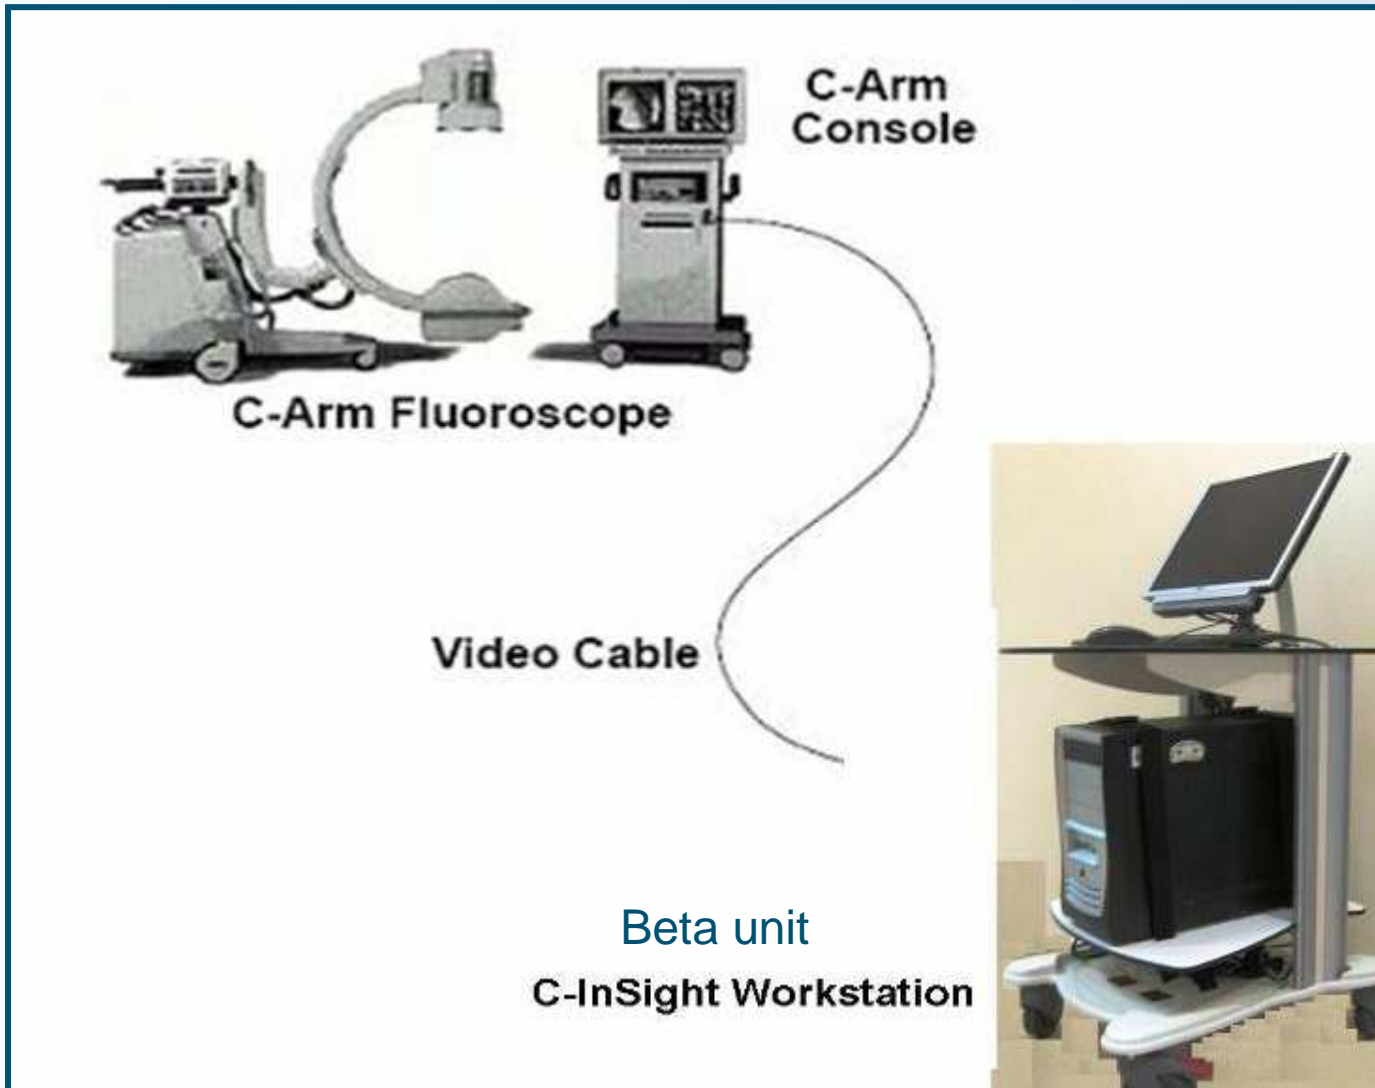 C-Arm
Console
C-Arm Fluoroscope
Video Cable
Beta unit
C-InSight Workstation